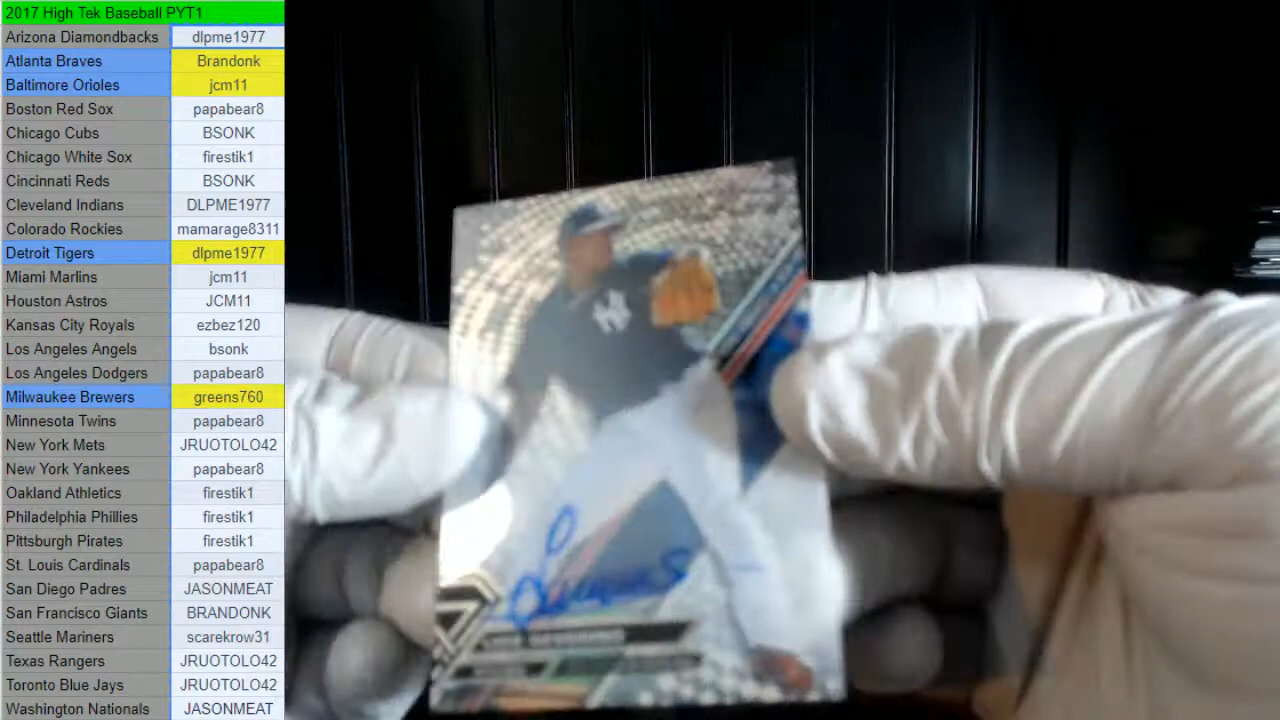 2017 High Tek Baseball PYT1
Arizona Diamondbacks dlpme1977
Atlanta Braves Brandonk
Baltimore Orioles jcm11
Boston Red Sox papabear8
Chicago Cubs BSONK
Chicago White Sox firestik1
Cincinnati Reds BSONK
Cleveland Indians DLPME1977
Colorado Rockies mamarage8311
Detroit Tigers dlpme1977
Miami Marlins jcm11
Houston Astros JCM11
Kansas City Royals ezbez120
Los Angeles Angels bsonk
Los Angeles Dodgers papabear8
Milwaukee Brewers greens760
Minnesota Twins papabear8
New York Mets JRUOTOLO42
New York Yankees papabear8
Oakland Athletics firestik1
Philadelphia Phillies firestik1
Pittsburgh Pirates firestik1
St. Louis Cardinals papabear8
San Diego Padres JASONMEAT
San Francisco Giants BRANDONK
Seattle Mariners scarekrow31
Texas Rangers JRUOTOLO42
Toronto Blue Jays JRUOTOLO42
Washington Nationals JASONMEAT
NY